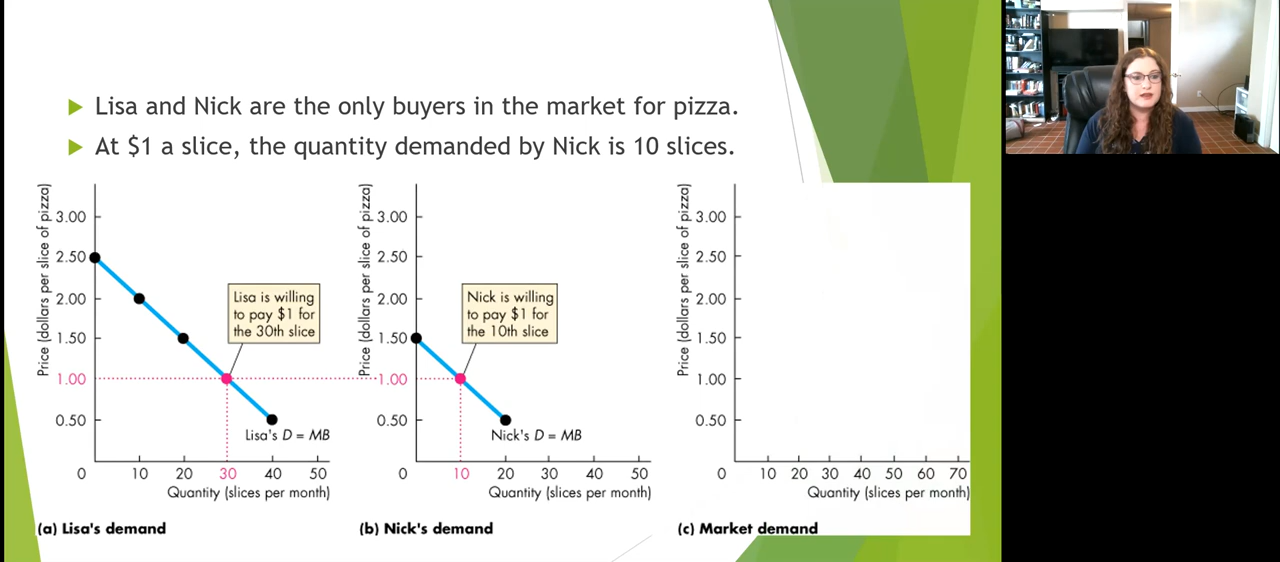 Lisa and Nick are the only buyers in the market for pizza.
At $1 a slice, the quantity demanded by Nick is 10 slices.
Price (dollars per slice of pizza)
3.00
2.50
2.00
1.50
1.00
0.50
0
10
20
30
40
50
Quantity (slices per month)
Lisa is willing
to pay $1 for
the 30th slice
Lisa's D = MB
(a) Lisa's demand
Price (dollars per slice of pizza)
3.00
2.50
2.00
1.50
1.00
0.50
0
10
20
30
40
50
Quantity (slices per month)
Nick is willing
to pay $1 for
the 10th slice
Nick's D = MB
(b) Nick's demand
Price (dollars per slice of pizza)
3.00
2.50
2.00
1.50
1.00
0.50
0
10
20
30
40
50
60
70
Quantity (slices per month)
(c) Market demand